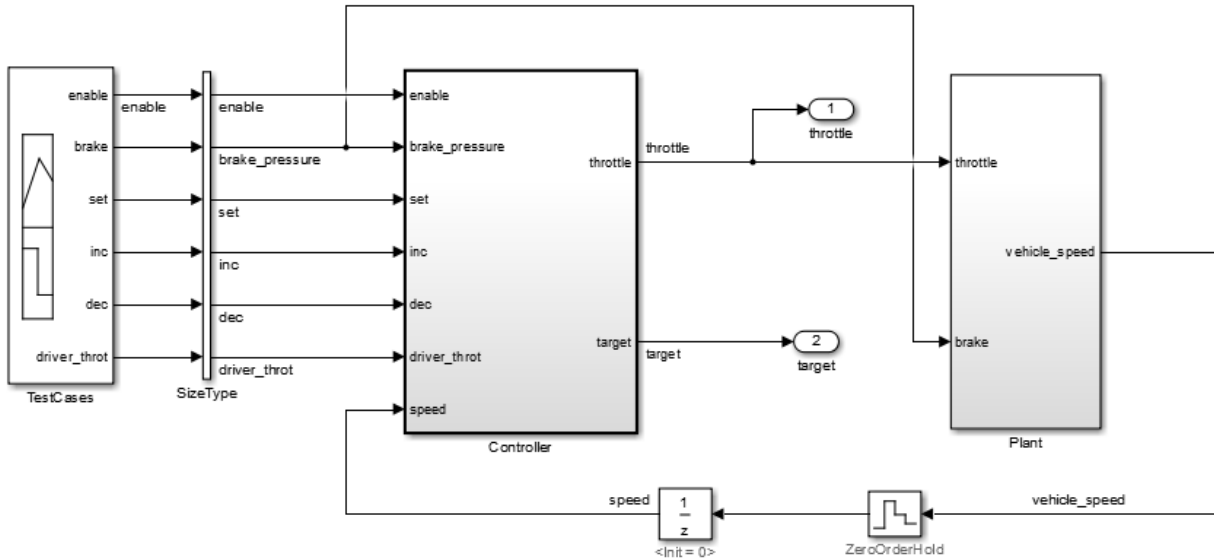 enable
brake
set
inc
dec
driver_throt
TestCases
enable
SizeType
enable
brake_pressure
set
inc
dec
driver_throt
enable
brake_pressure
set
inc
dec
driver_throt
speed
throttle
target
Controller
throttle
target
1
throttle
2
target
throttle
brake
vehicle_speed
Plant
speed
1
z
<Init = 0>
ZeroOrderHold
vehicle_speed